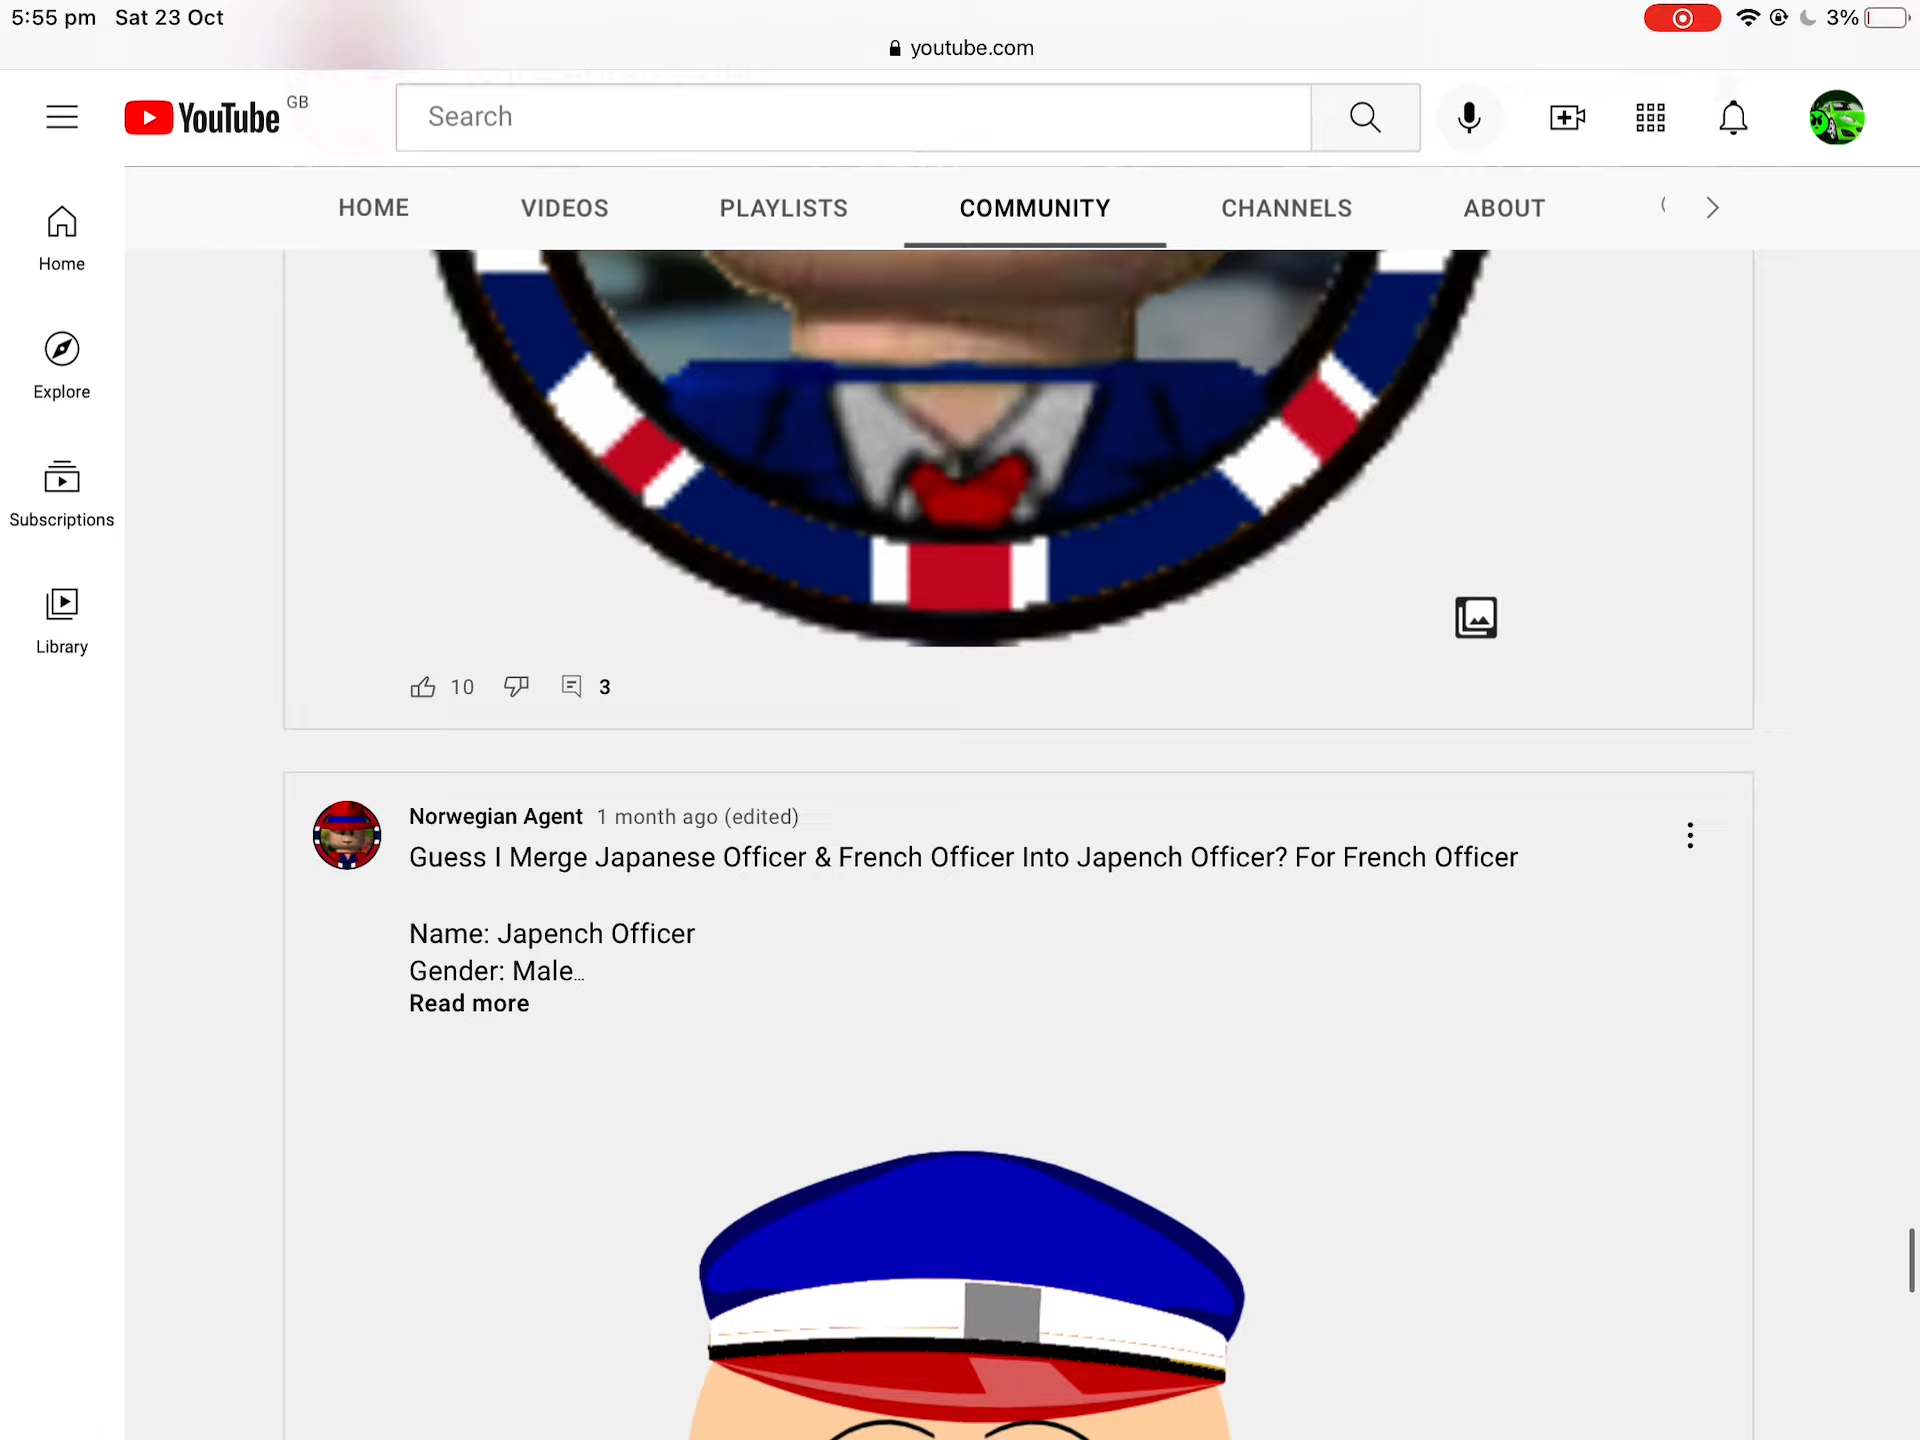 5:55 pm Sat 23 Oct
3%
youtube.com
YouTube GB
Search
HOME VIDEOS PLAYLISTS COMMUNITY CHANNELS ABOUT
Home
Explore
Subscriptions
Library
10 3
Norwegian Agent 1 month ago (edited)
Guess I Merge Japanese Officer & French Officer Into Japench Officer? For French Officer
Name: Japench Officer
Gender: Male...
Read more